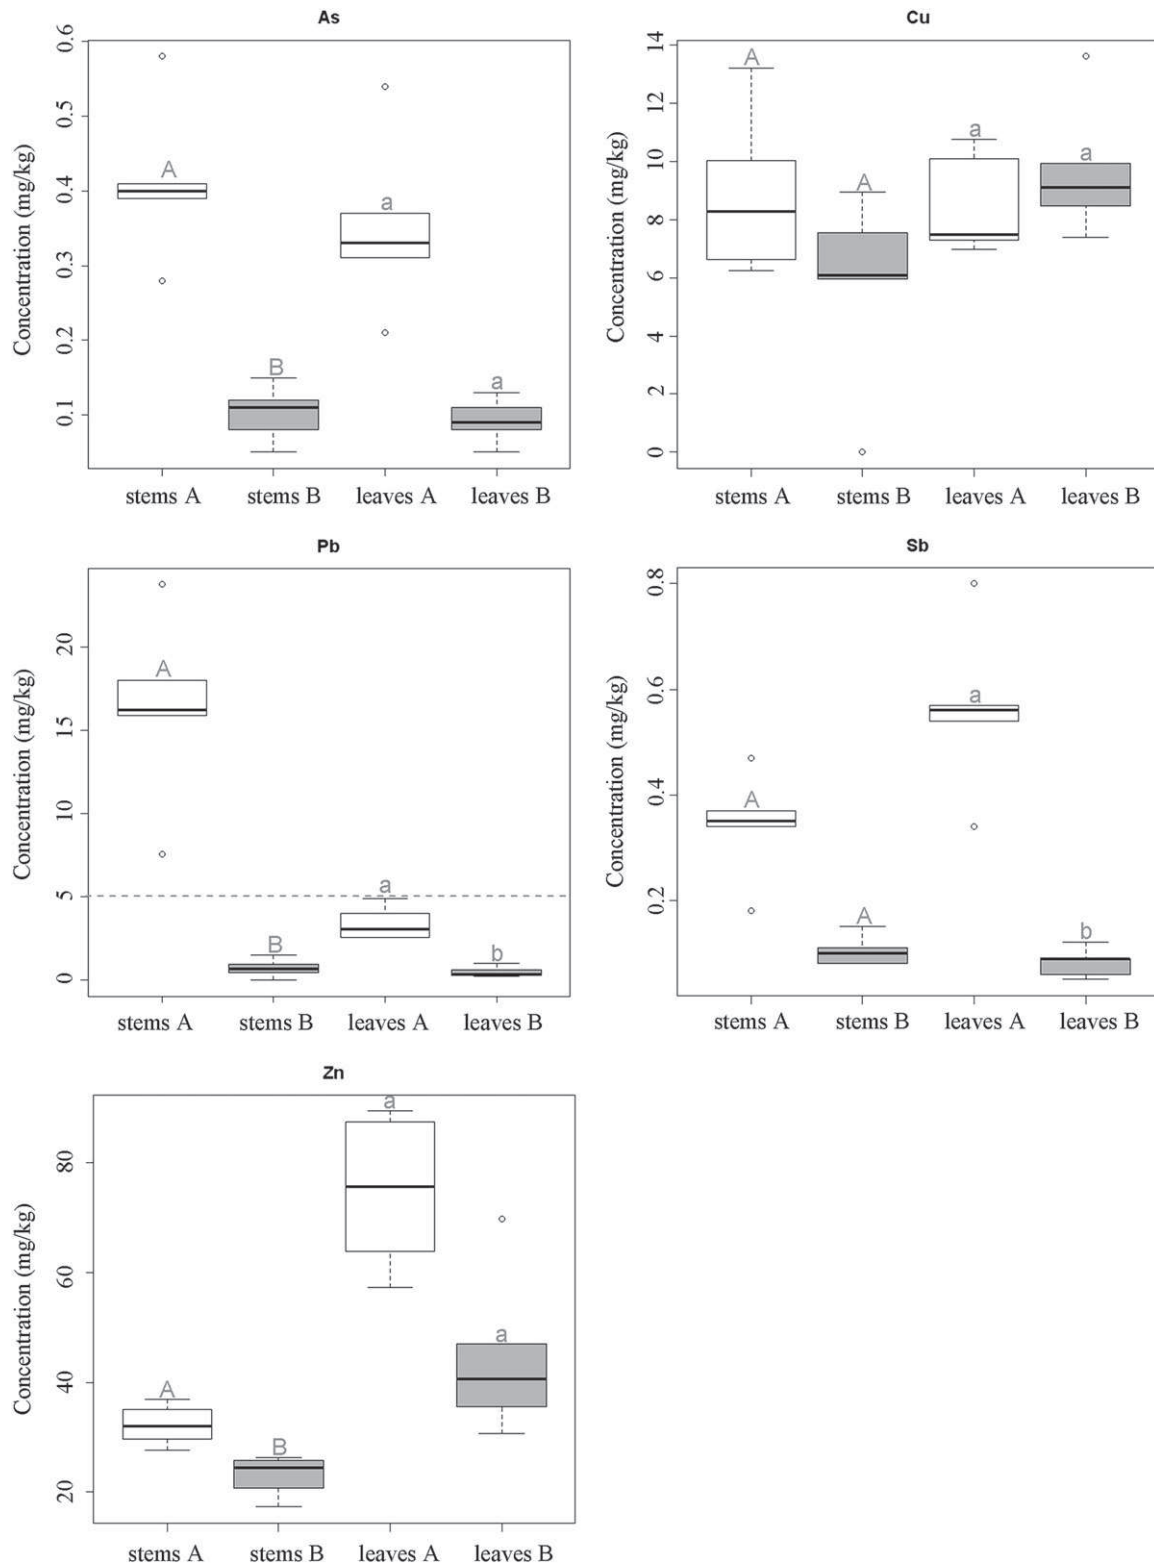 As
Concentration (mg/kg)
0.6
0.5
0.4
0.3
0.2
0.1
A
B
a
a
stems A stems B leaves A leaves B
Cu
Concentration (mg/kg)
14
12
10
8
6
4
2
0
A
A
a
a
stems A stems B leaves A leaves B
Pb
Concentration (mg/kg)
20
15
10
5
0
A
B
a
b
stems A stems B leaves A leaves B
Sb
Concentration (mg/kg)
0.8
0.6
0.4
0.2
A
A
a
b
stems A stems B leaves A leaves B
Zn
Concentration (mg/kg)
80
60
40
20
A
B
a
a
stems A stems B leaves A leaves B